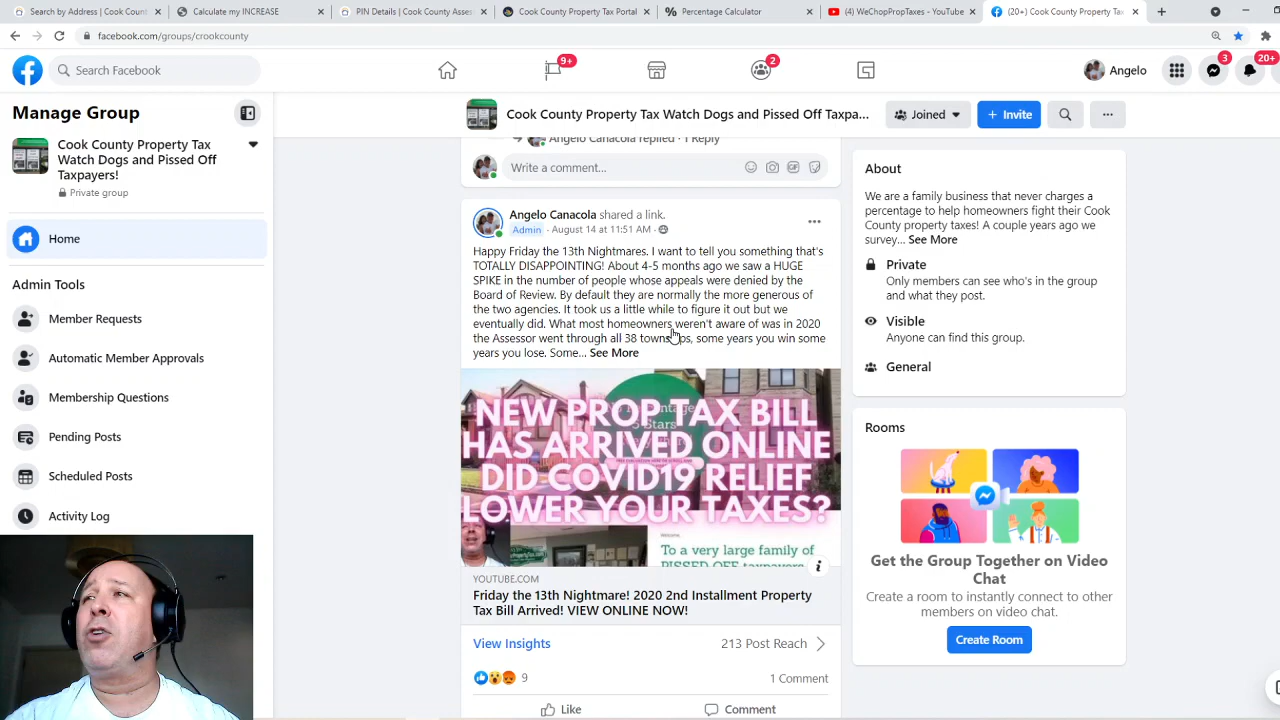 Search by Address | Cook Count
Calculate my INCREASE
PIN Details | Cook County Asses
Cook County Property Tax Portal
Percentage Calculator
(4) WeChopPropTaxes - YouTube
(20+) Cook County Property Tax
facebook.com/groups/crookcounty
Search Facebook
9+
2
Angelo
3
20+
Manage Group
Cook County Property Tax
Watch Dogs and Pissed Off
Taxpayers!
Private group
Home
Admin Tools
Member Requests
Automatic Member Approvals
Membership Questions
Pending Posts
Scheduled Posts
Activity Log
Cook County Property Tax Watch Dogs and Pissed Off Taxpa...
Joined
+ Invite
Angelo Canacola replied · 1 Reply
Write a comment...
GIF
Angelo Canacola shared a link.
Admin · August 14 at 11:51 AM ·
Happy Friday the 13th Nightmares. I want to tell you something that's
TOTALLY DISAPPOINTING! About 4-5 months ago we saw a HUGE
SPIKE in the number of people whose appeals were denied by the
Board of Review. By default they are normally the more generous of
the two agencies. It took us a little while to figure it out but we
eventually did. What most homeowners weren't aware of was in 2020
the Assessor went through all 38 townships, some years you win some
years you lose. Some... See More
NEW PROP TAX BILL
HAS ARRIVED ONLINE
DID COVID19 RELIEF
LOWER YOUR TAXES?
5 Stars
To a very large family of
PISSED OFF taxpayers
YOUTUBE.COM
Friday the 13th Nightmare! 2020 2nd Installment Property
Tax Bill Arrived! VIEW ONLINE NOW!
View Insights
213 Post Reach
9
1 Comment
Like
Comment
About
We are a family business that never charges a
percentage to help homeowners fight their Cook
County property taxes! A couple years ago we
survey... See More
Private
Only members can see who's in the group
and what they post.
Visible
Anyone can find this group.
General
Rooms
Get the Group Together on Video
Chat
Create a room to instantly connect to other
members on video chat.
Create Room